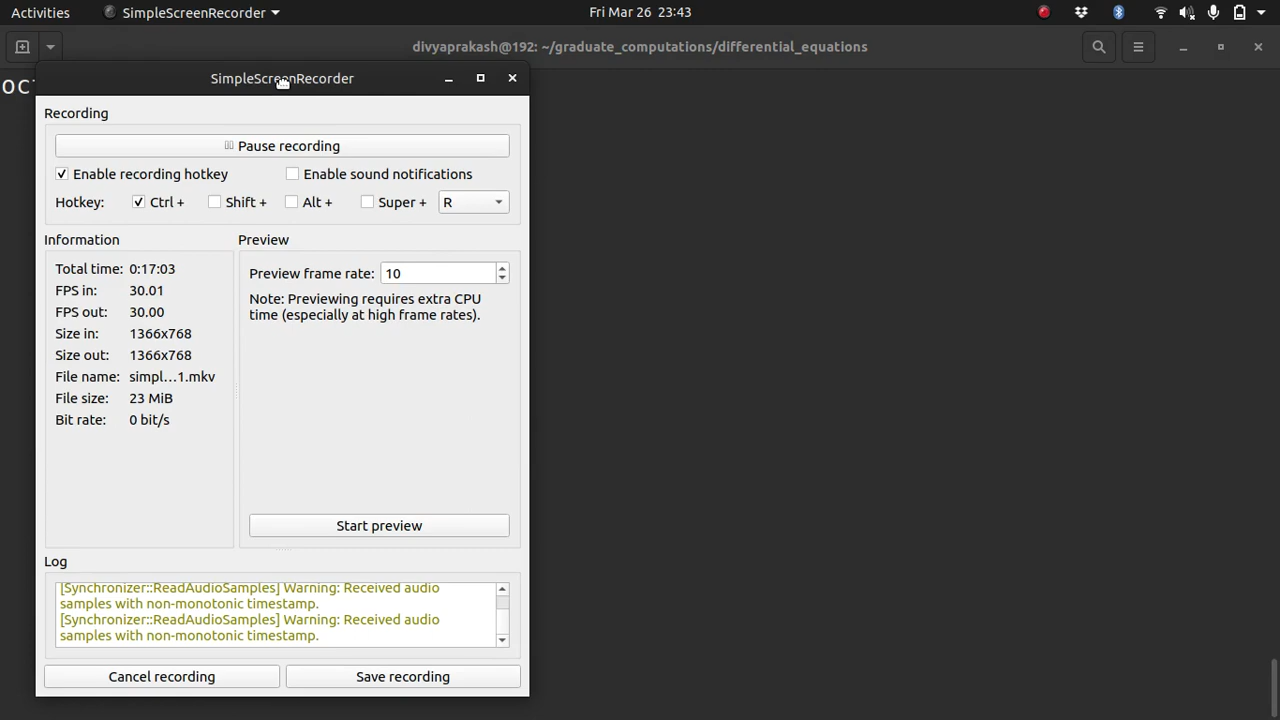 Activities
SimpleScreenRecorder
Fri Mar 26 23:43
divyaprakash@192: ~/graduate_computations/differential_equations
SimpleScreenRecorder
Recording
Pause recording
Enable recording hotkey
Enable sound notifications
Hotkey:
Ctrl +
Shift +
Alt +
Super +
R
Information
Total time: 0:17:03
FPS in: 30.01
FPS out: 30.00
Size in: 1366x768
Size out: 1366x768
File name: simpl…1.mkv
File size: 23 MiB
Bit rate: 0 bit/s
Preview
Preview frame rate: 10
Note: Previewing requires extra CPU
time (especially at high frame rates).
Start preview
Log
[Synchronizer::ReadAudioSamples] Warning: Received audio
samples with non-monotonic timestamp.
[Synchronizer::ReadAudioSamples] Warning: Received audio
samples with non-monotonic timestamp.
Cancel recording
Save recording